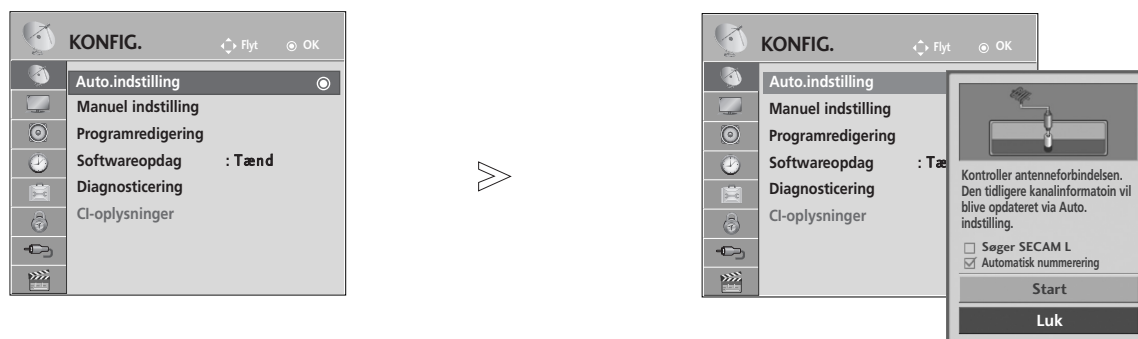 KONFIG. Flyt OK
Auto.indstilling
Manuel indstilling
Programredigering
Softwareopdag : Tænd
Diagnosticering
CI-oplysninger
KONFIG. Flyt OK
Auto.indstilling
Manuel indstilling
Programredigering
Softwareopdag : Tæ
Diagnosticering
CI-oplysninger
Kontroller antenneforbindelsen.
Den tidligere kanalinformatoin vil
blive opdateret via Auto.
indstilling.
Søger SECAM L
Automatisk nummerering
Start
Luk